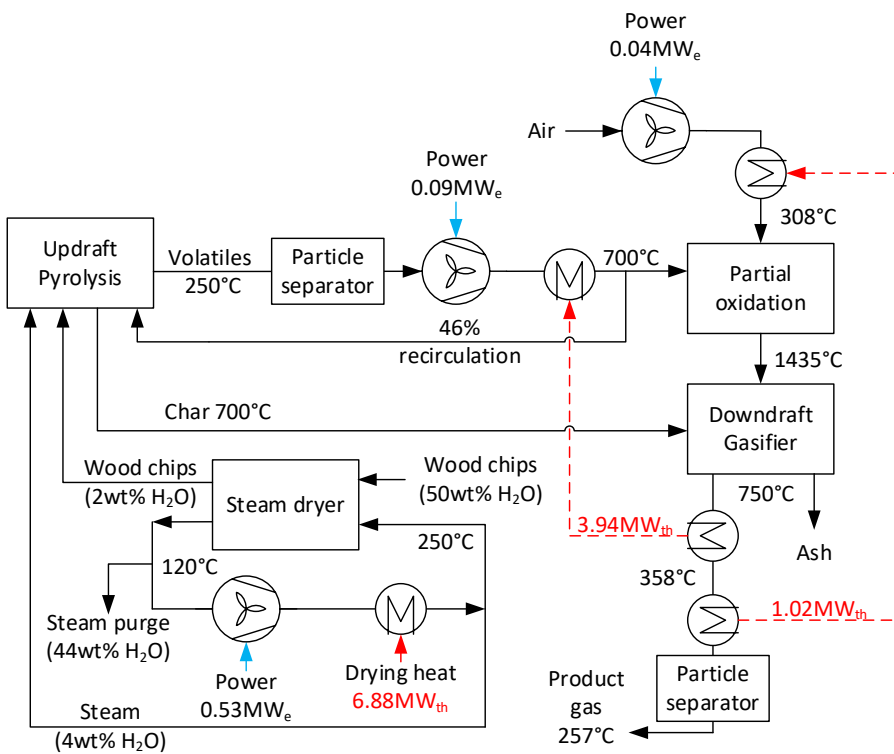 Power
0.04MWe
Air
Power
0.09MWe
308°C
Updraft
Pyrolysis
Volatiles
250°C
Particle
separator
700°C
Partial
oxidation
46%
recirculation
1435°C
Char 700°C
Downdraft
Gasifier
Wood chips
(2wt% H2O)
Steam dryer
Wood chips
(50wt% H2O)
750°C
250°C
3.94MWth
Ash
120°C
358°C
Steam purge
(44wt% H2O)
1.02MWth
Power
0.53MWe
Drying heat
6.88MWth
Particle
separator
Product
gas
257°C
Steam
(4wt% H2O)